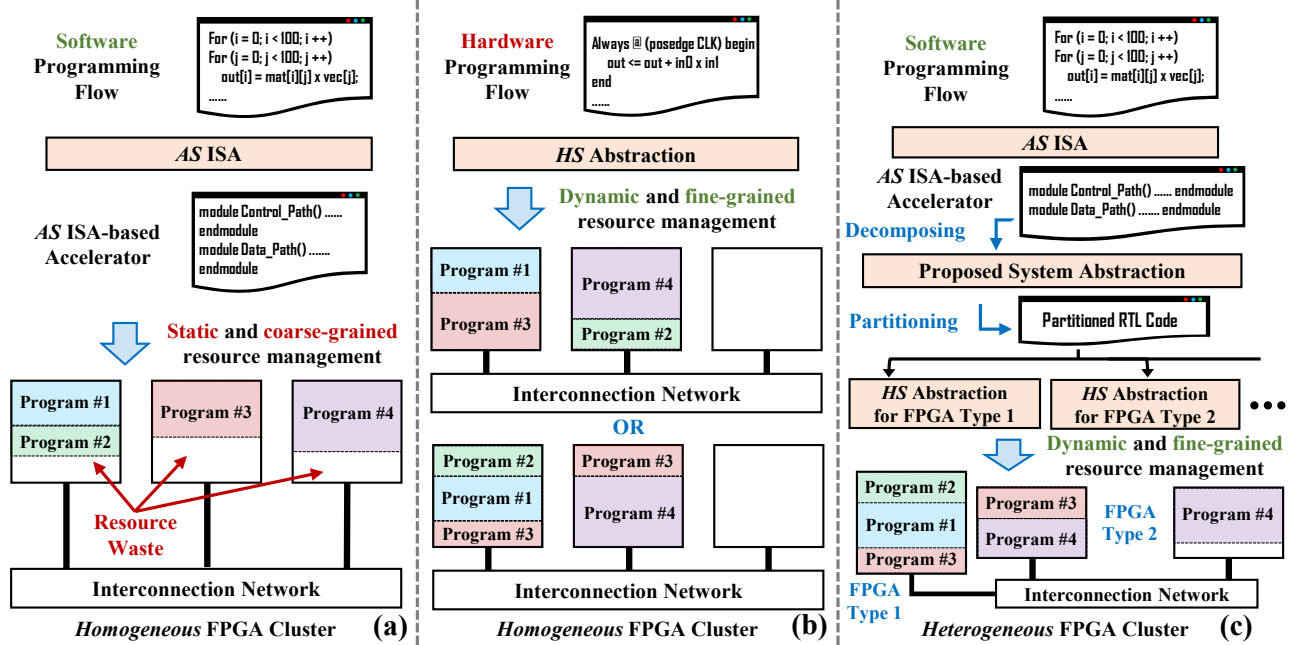 Software
Programming
Flow
For (i = 0; i < 100; i ++)
For (j = 0; j < 100; j ++)
out[i] = mat[i][j] x vec[j];
......
AS ISA
AS ISA-based
Accelerator
module Control_Path() ......
endmodule
module Data_Path() .......
endmodule
Static and coarse-grained
resource management
Program #1
Program #2
Program #3
Program #4
Resource
Waste
Interconnection Network
Homogeneous FPGA Cluster
(a)
Hardware
Programming
Flow
Always @ (posedge CLK) begin
out <= out + in0 x in1
end
......
HS Abstraction
Dynamic and fine-grained
resource management
Program #1
Program #3
Program #4
Program #2
Interconnection Network
OR
Program #2
Program #1
Program #3
Program #3
Program #4
Interconnection Network
Homogeneous FPGA Cluster
(b)
Software
Programming
Flow
For (i = 0; i < 100; i ++)
For (j = 0; j < 100; j ++)
out[i] = mat[i][j] x vec[j];
......
AS ISA
AS ISA-based
Accelerator
module Control_Path() ...... endmodule
module Data_Path() ....... endmodule
Decomposing
Proposed System Abstraction
Partitioning
Partitioned RTL Code
HS Abstraction
for FPGA Type 1
HS Abstraction
for FPGA Type 2
•••
Dynamic and fine-grained
resource management
Program #2
Program #1
Program #3
Program #3
Program #4
FPGA
Type 2
Program #4
FPGA
Type 1
Interconnection Network
Heterogeneous FPGA Cluster
(c)